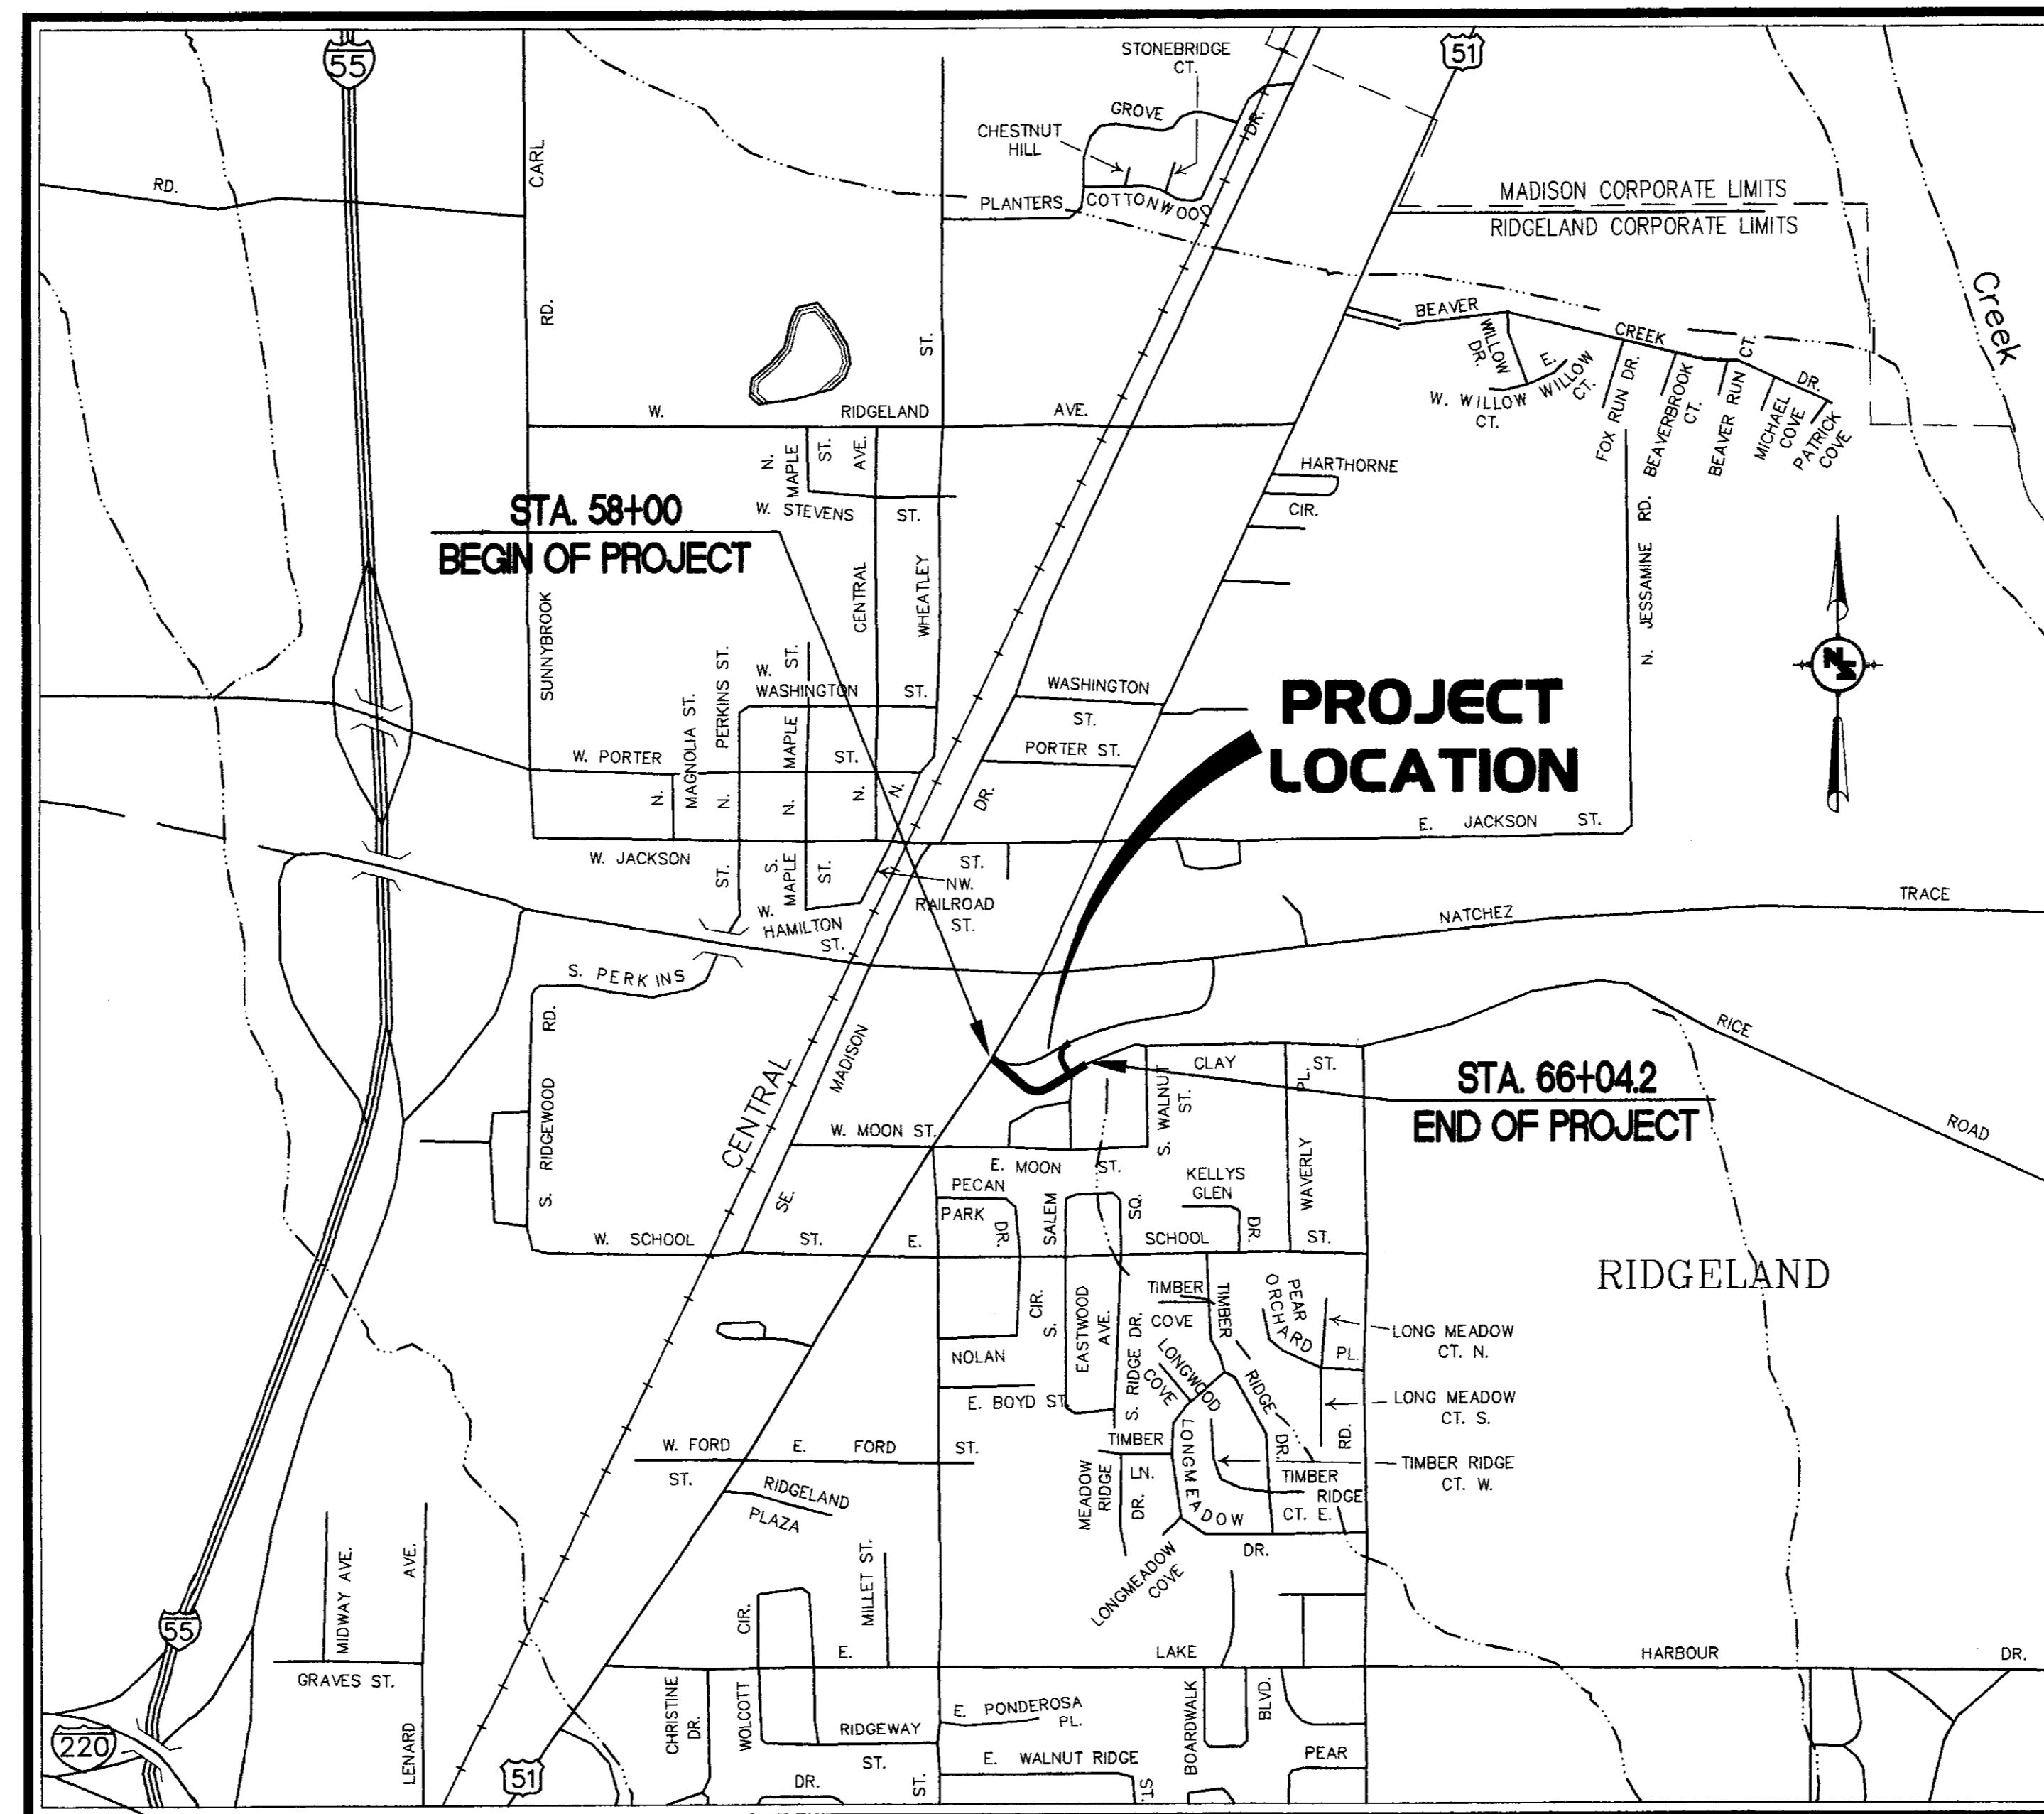 55
51
STONEBRIDGE
CT.
GROVE
DR.
CHESTNUT
HILL
CARL
RD.
PLANTERS
COTTONWOOD
MADISON CORPORATE LIMITS
RIDGELAND CORPORATE LIMITS
Creek
RD.
ST.
BEAVER
CREEK
DR.
WILLOW
DR.
E.
WILLOW
CT.
W. WILLOW
CT.
FOX RUN DR.
BEAVERBROOK
CT.
BEAVER RUN CT.
MICHAEL
COVE
PATRICK
COVE
W. RIDGELAND AVE.
N.
MAPLE
ST.
AVE.
HARTHORNE
CIR.
STA. 58+00
BEGIN OF PROJECT
W. STEVENS ST.
CENTRAL
WHEATLEY
N. JESSAMINE RD.
SUNNYBROOK
N S
PERKINS ST.
W.
WASHINGTON ST.
ST.
MAPLE
WASHINGTON
ST.
PROJECT
LOCATION
MAGNOLIA ST.
W. PORTER ST.
PORTER ST.
N.
N.
N.
N.
N.
DR.
E. JACKSON ST.
W. JACKSON
ST.
ST.
S.
MAPLE
ST.
NW.
RAILROAD
ST.
W.
HAMILTON
ST.
NATCHEZ TRACE
S. PERKINS
RD.
S. RIDGEWOOD
MADISON
CENTRAL
SE.
RICE
ROAD
CLAY ST.
PL.
S. WALNUT
ST.
STA. 66+04.2
END OF PROJECT
W. MOON ST.
E. MOON ST.
WAVERLY
PECAN
PARK
DR.
KELLYS
GLEN
DR.
SALEM
SQ.
W. SCHOOL ST. E. SCHOOL ST.
RIDGELAND
TIMBER
COVE
TIMBER
RIDGE
DR.
PEAR
ORCHARD
PL.
RD.
LONG MEADOW
CT. N.
CIR.
S.
EASTWOOD
AVE.
S. RIDGE DR.
NOLAN
LONGWOOD
COVE
E. BOYD ST.
LONG MEADOW
CT. S.
W. FORD
ST.
E. FORD ST.
TIMBER
LN.
TIMBER RIDGE
CT. W.
RIDGELAND
PLAZA
MEADOW
RIDGE
DR.
LONGMEADOW
DR.
TIMBER
RIDGE
CT. E.
LONGMEADOW
COVE
MIDWAY AVE.
AVE.
LENARD
MILLET ST.
CIR.
WOLCOTT
E. LAKE HARBOUR DR.
55
GRAVES ST.
CHRISTINE
DR.
E. PONDEROSA
PL.
BOARDWALK
BLVD.
RIDGEWAY
ST.
220
51
DR.
ST.
E. WALNUT RIDGE
ST.
PEAR